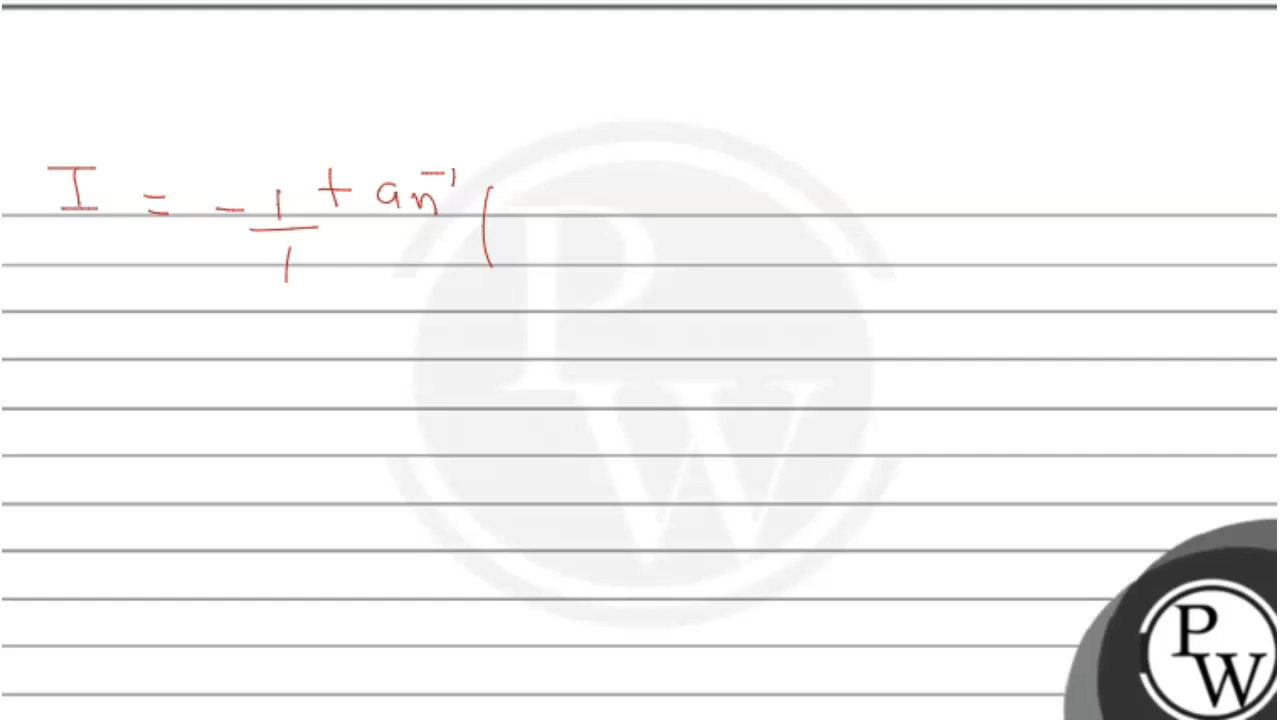 I = - 1/1 tan⁻¹ (
PW
PW